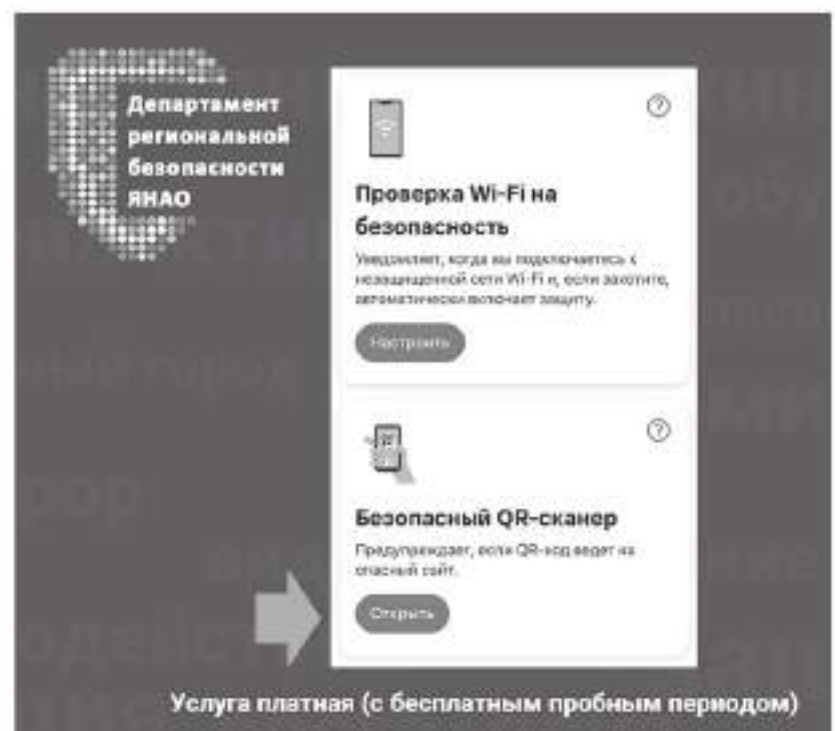 Департамент
региональной
безопасности
ЯНАО
Проверка Wi-Fi на
безопасность
Уведомляет, когда вы подключаетесь к
незащищенной сети Wi-Fi и, если захотите,
автоматически включает защиту.
Настроить
Безопасный QR-сканер
Предупреждает, если QR-код ведет на
опасный сайт.
Открыть
Услуга платная (с бесплатным пробным периодом)